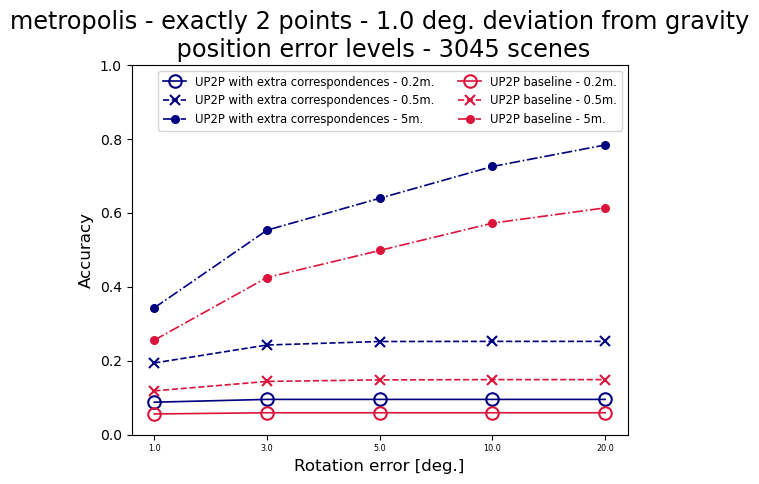 metropolis - exactly 2 points - 1.0 deg. deviation from gravity
position error levels - 3045 scenes
UP2P with extra correspondences - 0.2m.
UP2P with extra correspondences - 0.5m.
UP2P with extra correspondences - 5m.
UP2P baseline - 0.2m.
UP2P baseline - 0.5m.
UP2P baseline - 5m.
Accuracy
1.0
0.8
0.6
0.4
0.2
0.0
1.0 3.0 5.0 10.0 20.0
Rotation error [deg.]